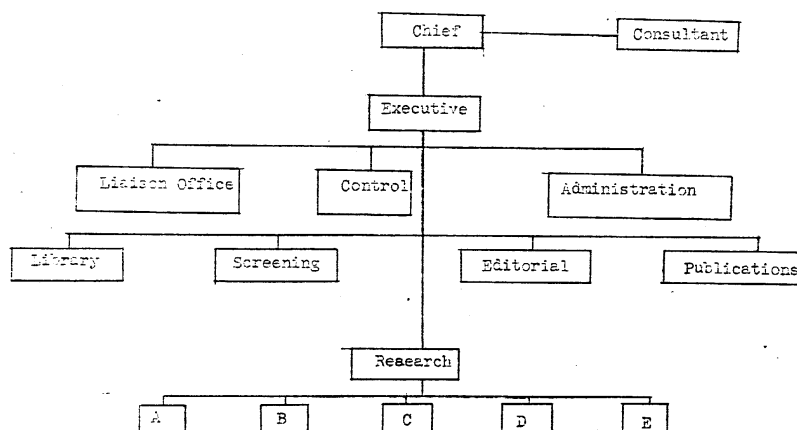 Chief
Consultant
Executive
Liaison Office
Control
Administration
Library
Screening
Editorial
Publications
Reaearch
A
B
C
D
E